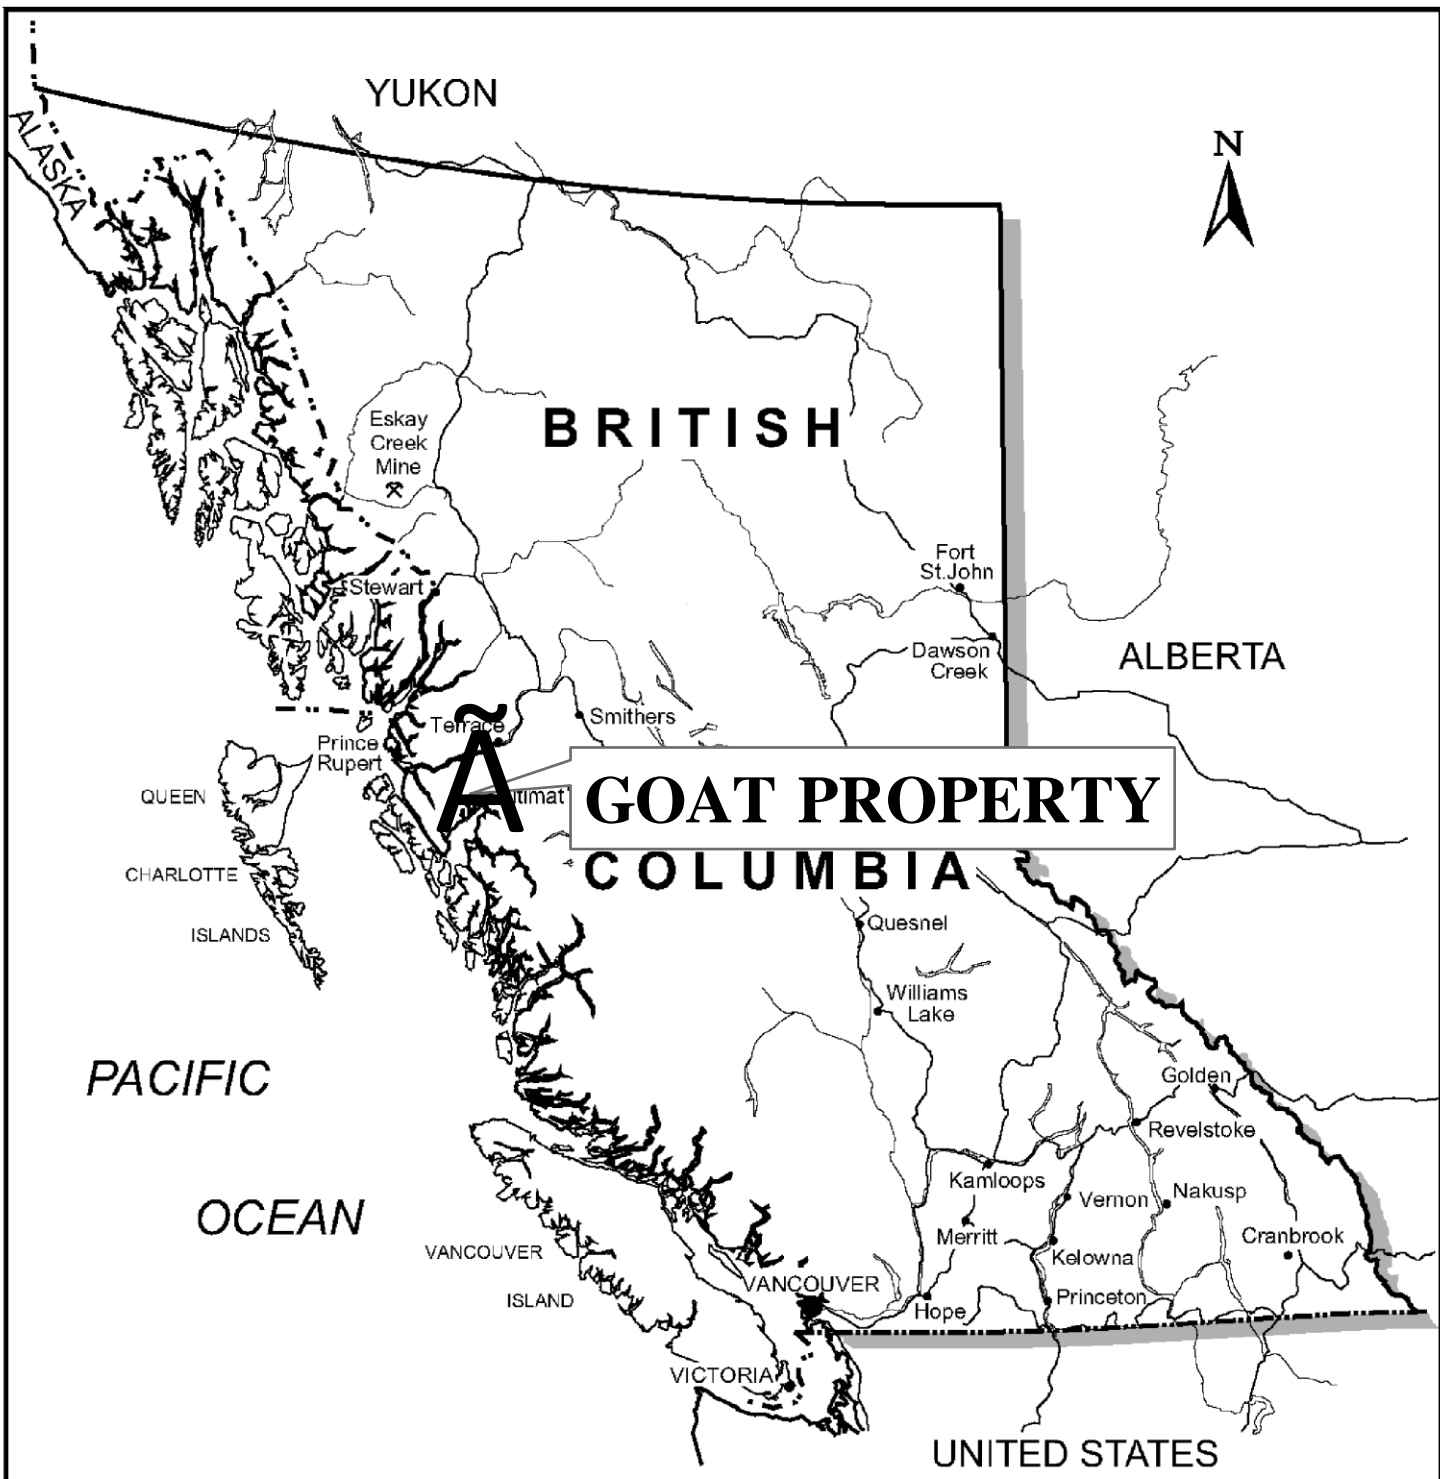 YUKON
ALASKA
N
Eskay
Creek
Mine
BRITISH
Fort
St.John
Stewart
Dawson
Creek
ALBERTA
Smithers
Terrace
Ã
Prince
Rupert
GOAT PROPERTY
itimat
QUEEN
CHARLOTTE
ISLANDS
COLUMBIA
Quesnel
Williams
Lake
PACIFIC
OCEAN
Golden
Revelstoke
Kamloops
Vernon
Nakusp
Merritt
Cranbrook
Kelowna
VANCOUVER
ISLAND
VANCOUVER
Hope
Princeton
VICTORIA
UNITED STATES